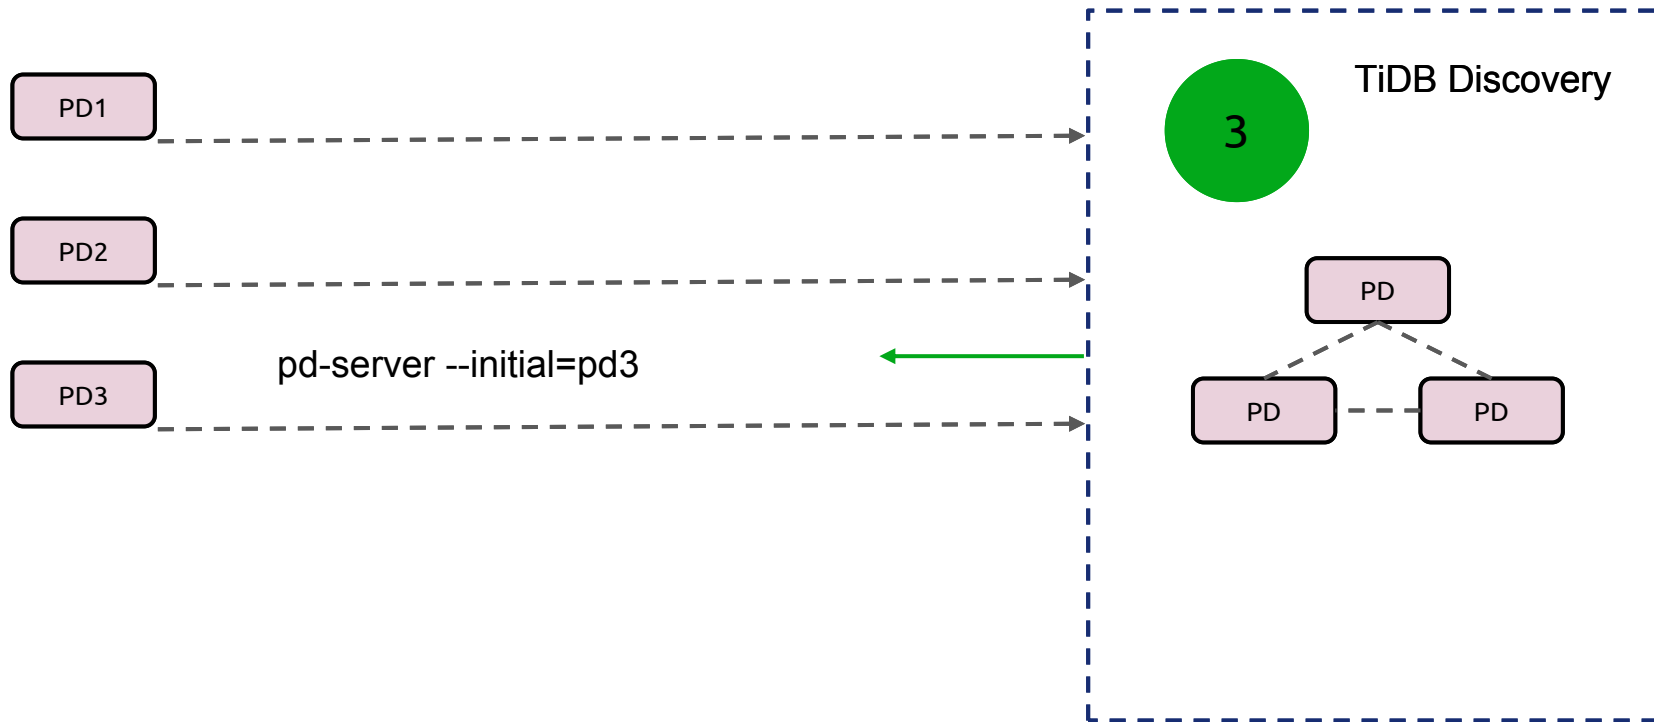 TiDB Discovery
PD1
3
PD2
PD
pd-server --initial=pd3
PD3
PD
PD